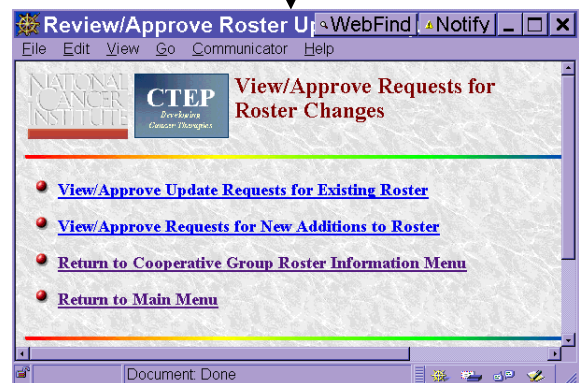 Review/Approve Roster Up WebFind Notify
File Edit View Go Communicator Help
NATIONAL
CANCER
INSTITUTE
CTEP
Developing
Cancer Therapies
View/Approve Requests for
Roster Changes
View/Approve Update Requests for Existing Roster
View/Approve Requests for New Additions to Roster
Return to Cooperative Group Roster Information Menu
Return to Main Menu
Document: Done